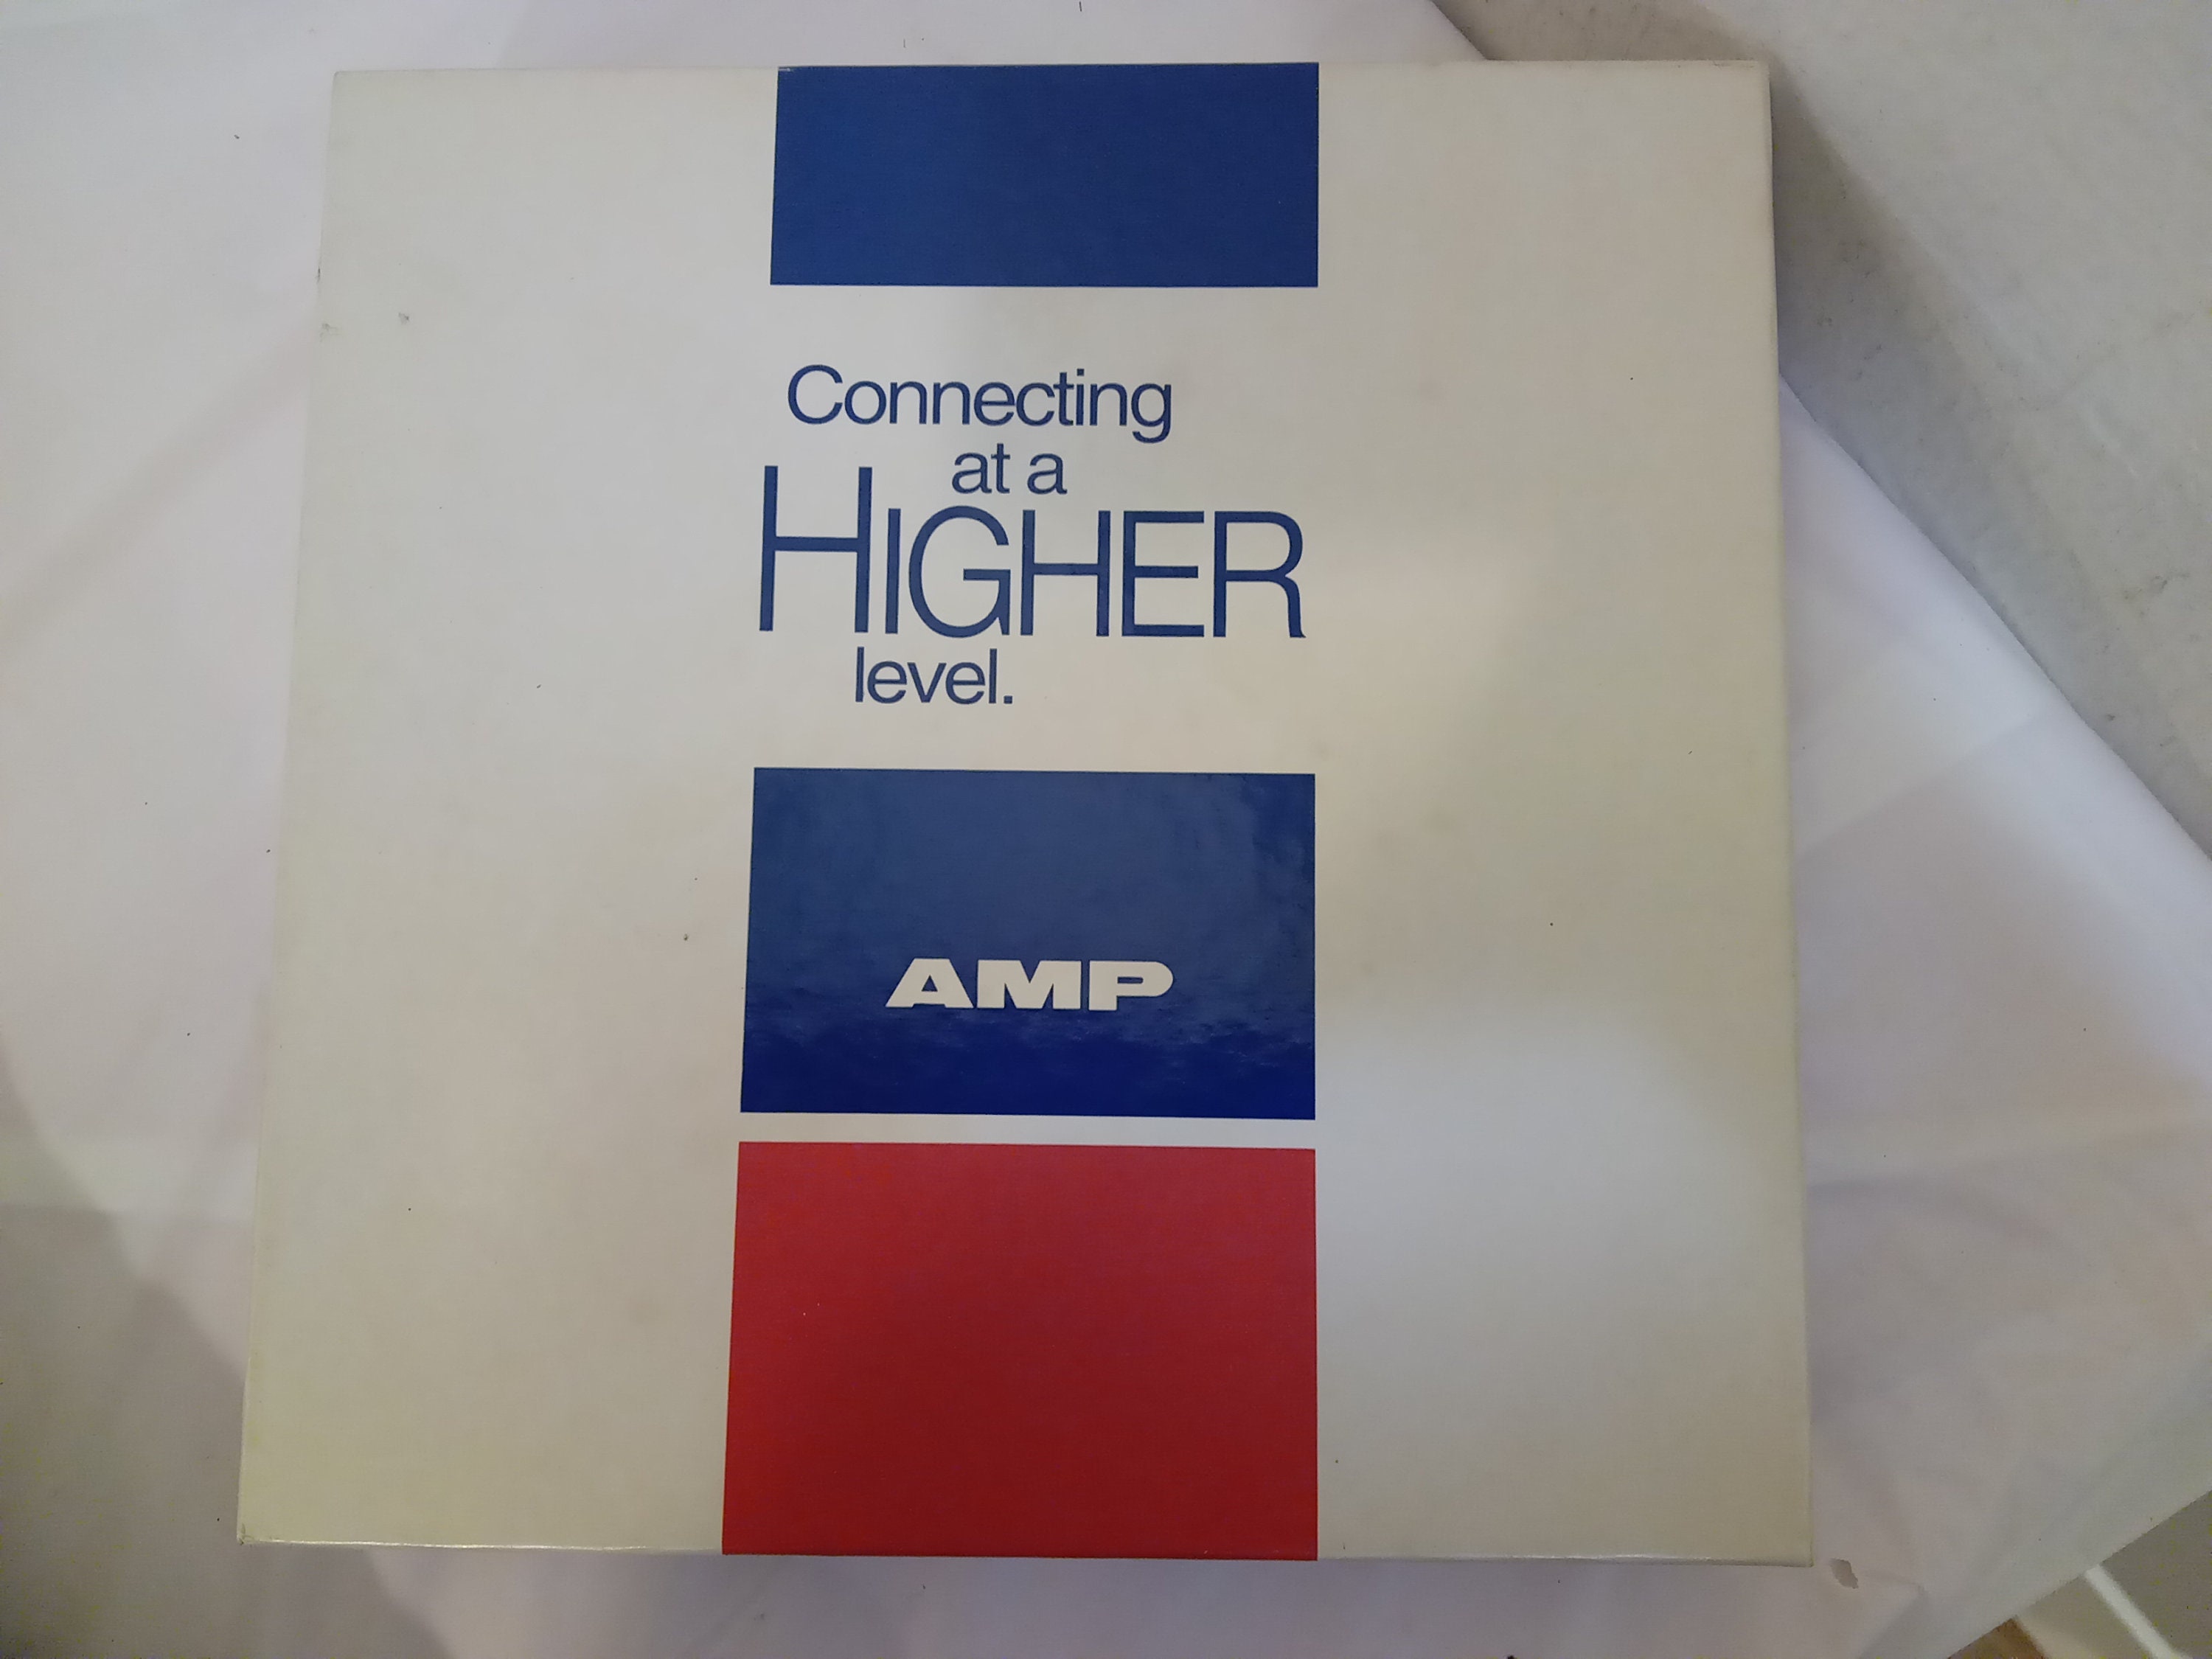 Connecting
at a
HIGHER
level.
AMP